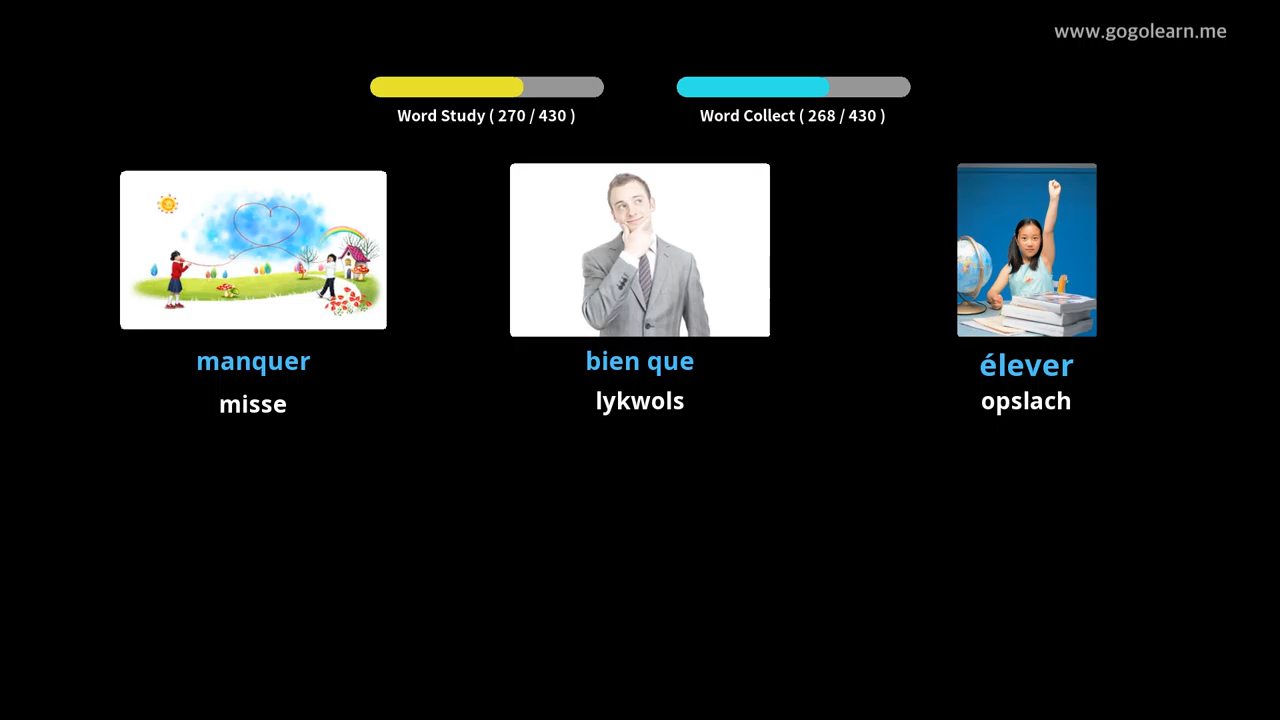 www.gogolearn.me
Word Study ( 270 / 430 )
Word Collect ( 268 / 430 )
manquer
misse
bien que
lykwols
élever
opslach